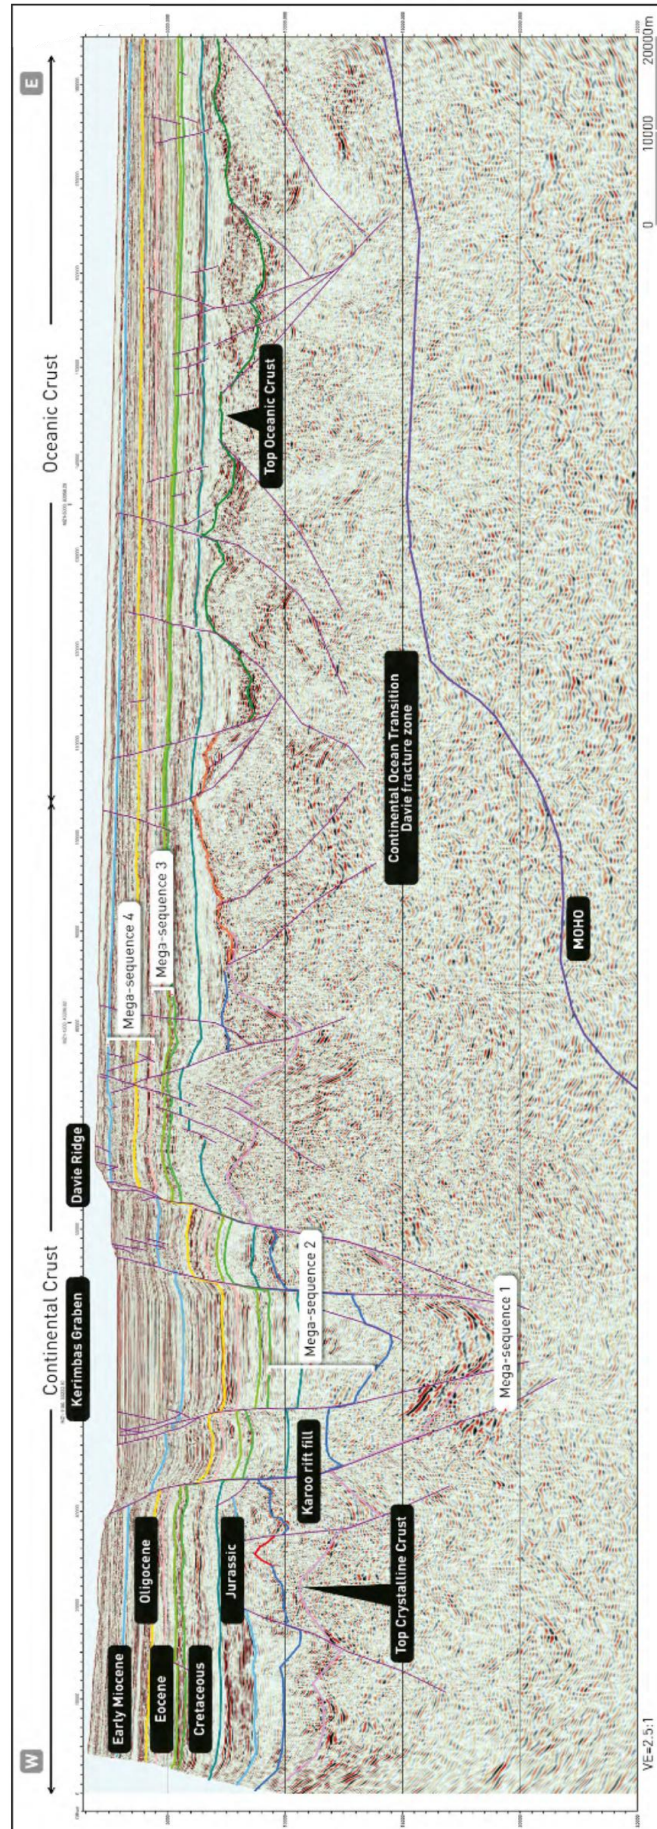 W
E
Continental Crust
Oceanic Crust
Kerimbas Graben
Davie Ridge
Early Miocene
Oligocene
Eocene
Cretaceous
Jurassic
Karoo rift fill
Top Crystalline Crust
Mega-sequence 4
Mega-sequence 3
Mega-sequence 2
Mega-sequence 1
Top Oceanic Crust
Continental Ocean Transition
Davie fracture zone
MOHO
VE=2.5:1
0
10000
20000m